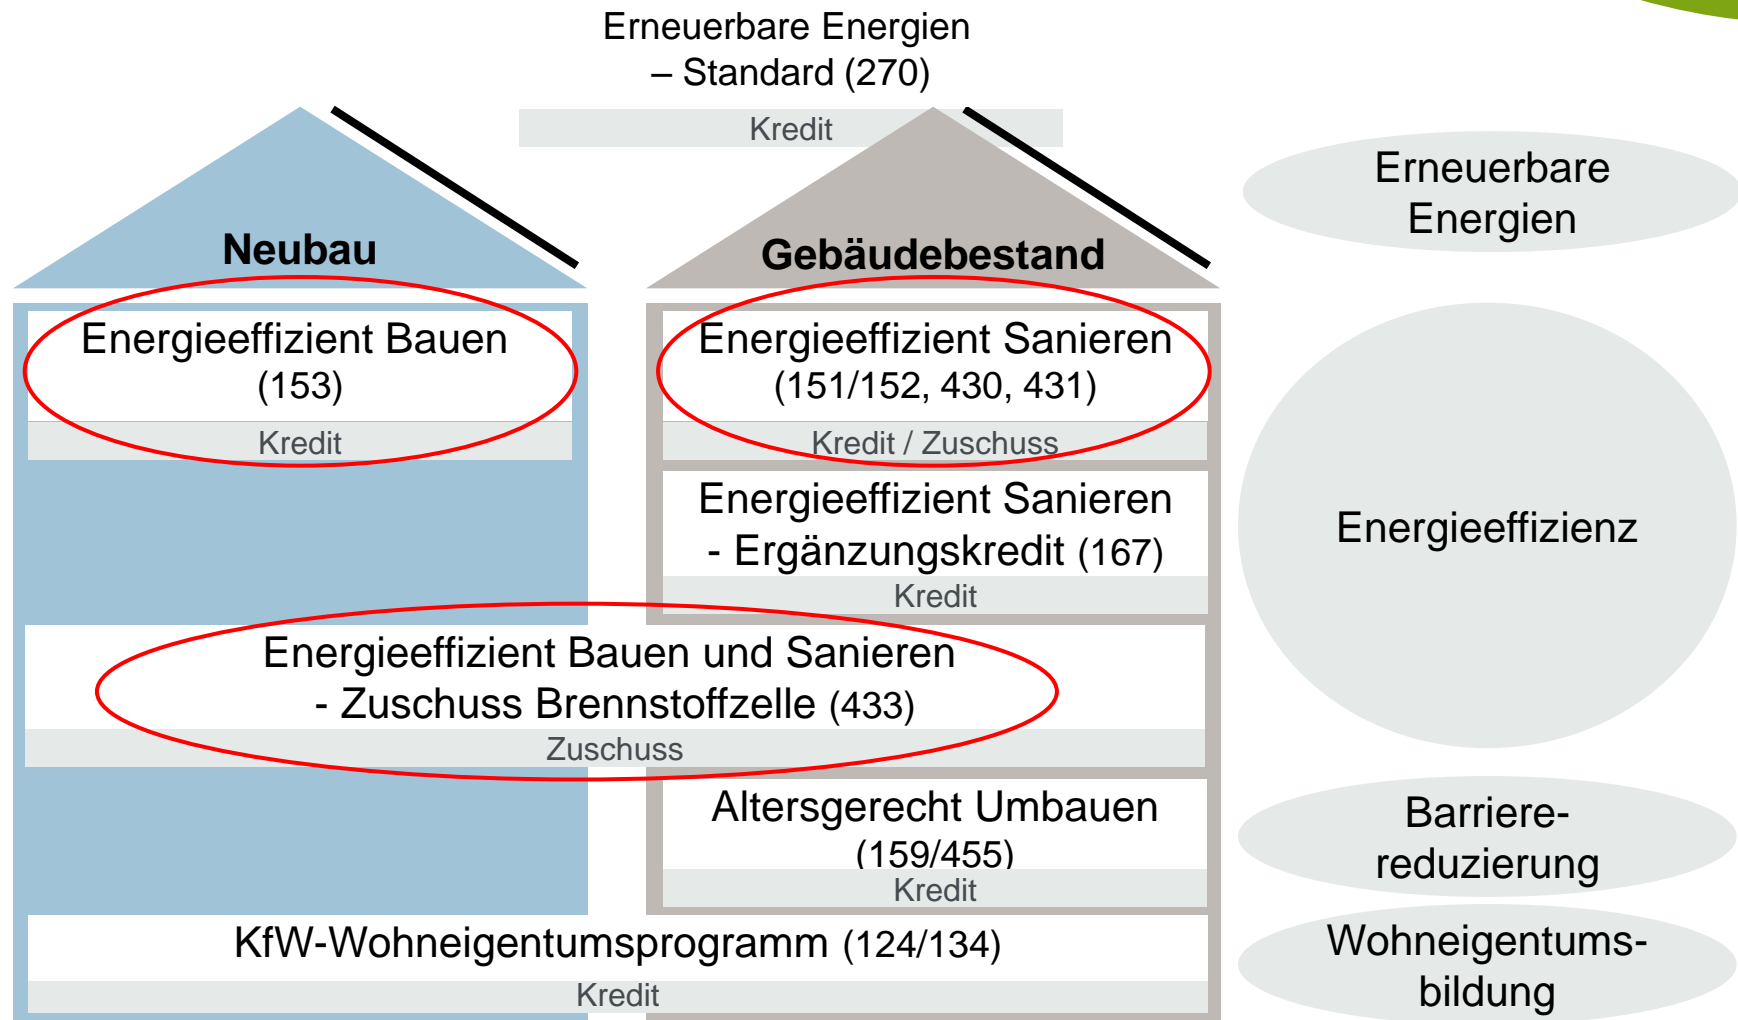 Erneuerbare Energien
– Standard (270)
Kredit
Neubau
Gebäudebestand
Erneuerbare
Energien
Energieeffizient Bauen
(153)
Kredit
Energieeffizient Sanieren
(151/152, 430, 431)
Kredit / Zuschuss
Energieeffizient Sanieren
- Ergänzungskredit (167)
Kredit
Energieeffizienz
Energieeffizient Bauen und Sanieren
- Zuschuss Brennstoffzelle (433)
Zuschuss
Altersgerecht Umbauen
(159/455)
Kredit
Barriere-
reduzierung
KfW-Wohneigentumsprogramm (124/134)
Kredit
Wohneigentums-
bildung